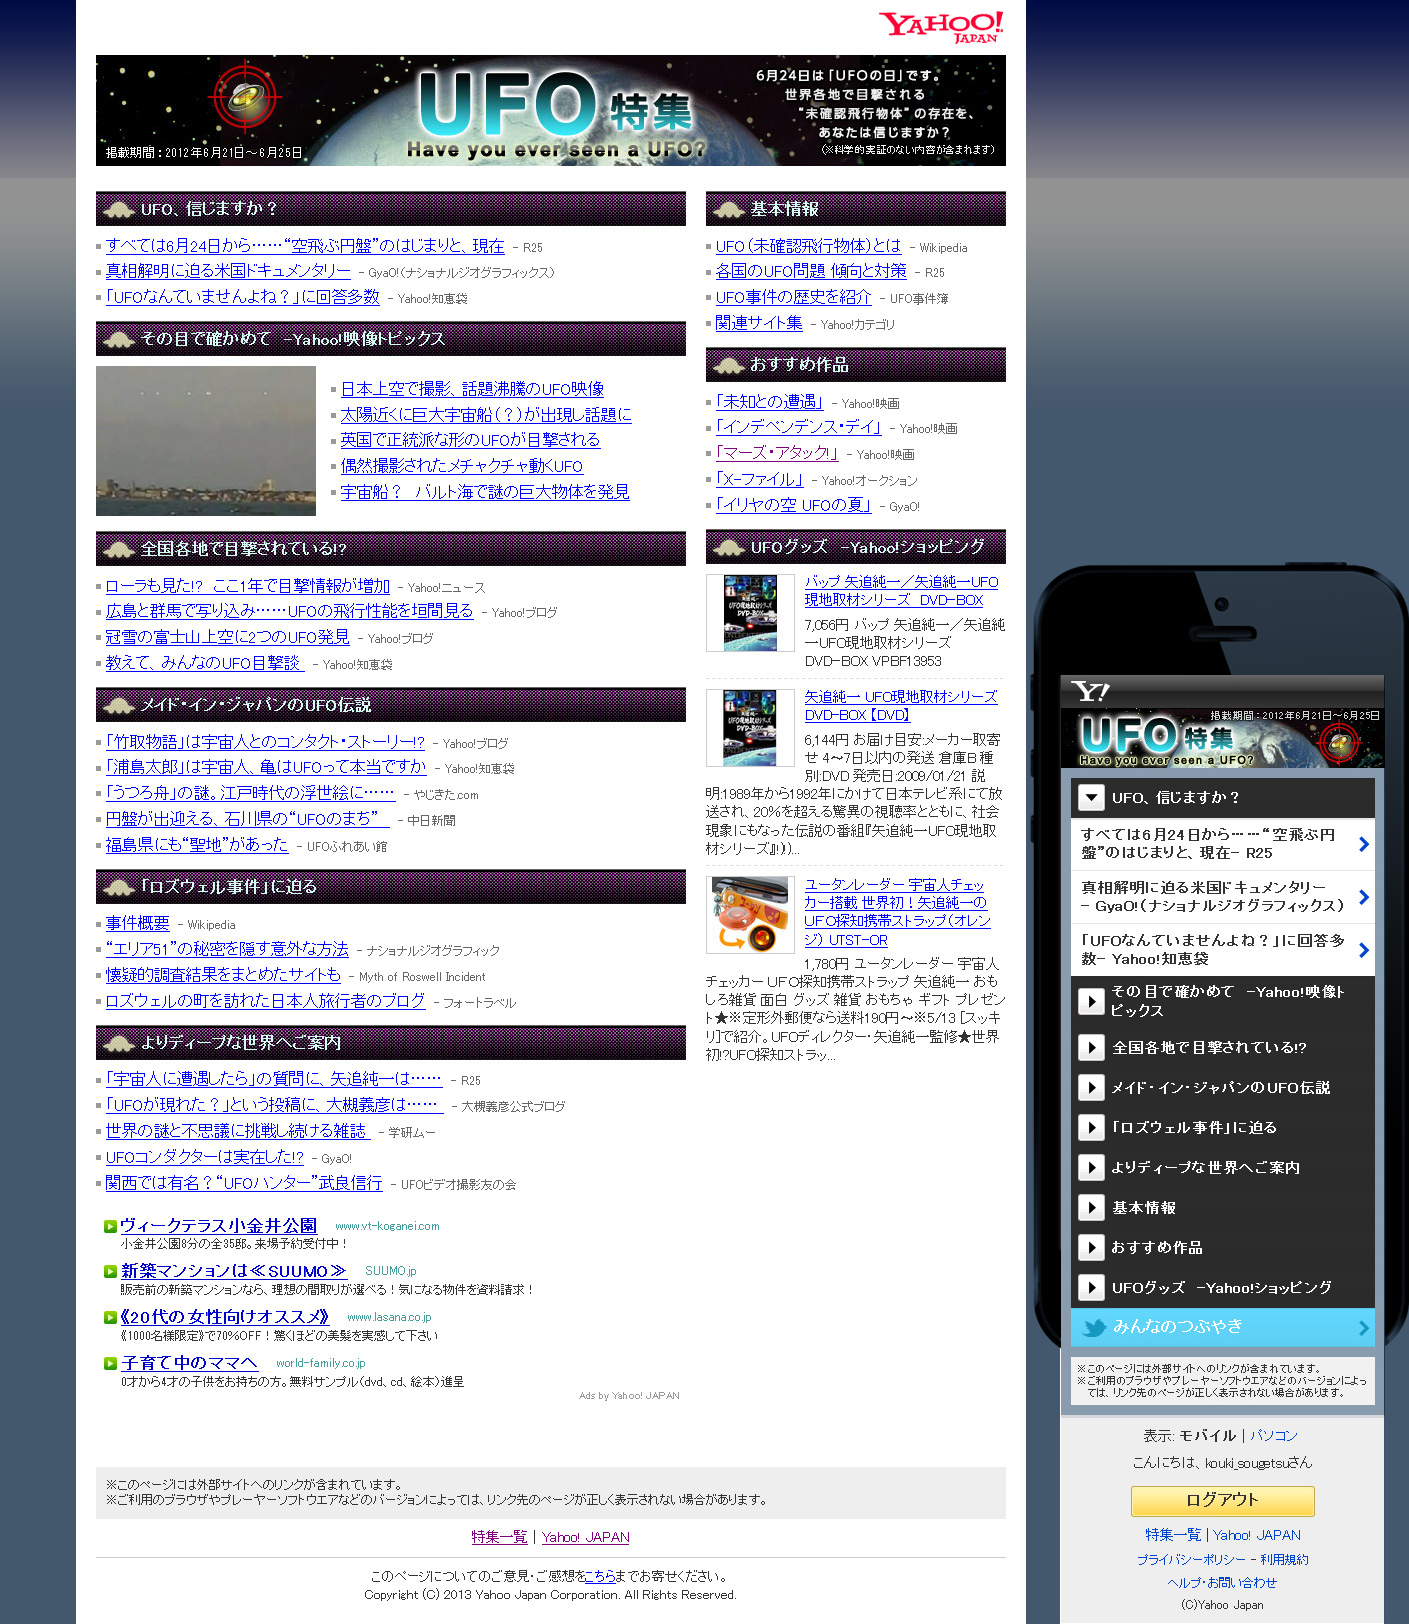 YAHOO!
JAPAN
UFO特集
Have you ever seen a UFO?
掲載期間：2012年6月21日～6月25日
6月24日は「UFOの日」です。
世界各地で目撃される
“未確認飛行物体”の存在を、
あなたは信じますか？
（※科学的実証のない内容が含まれます）
UFO、信じますか？
すべては6月24日から……“空飛ぶ円盤”のはじまりと、現在 - R25
真相解明に迫る米国ドキュメンタリー - GyaO!（ナショナルジオグラフィックス）
「UFOなんていませんよね？」に回答多数 - Yahoo!知恵袋
その目で確かめて -Yahoo!映像トピックス
日本上空で撮影、話題沸騰のUFO映像
太陽近くに巨大宇宙船（？）が出現し話題に
英国で正統派な形のUFOが目撃される
偶然撮影されたメチャクチャ動くUFO
宇宙船？　バルト海で謎の巨大物体を発見
全国各地で目撃されている!?
ローラも見た!?　ここ1年で目撃情報が増加 - Yahoo!ニュース
広島と群馬で写り込み……UFOの飛行性能を垣間見る - Yahoo!ブログ
冠雪の富士山上空に2つのUFO発見 - Yahoo!ブログ
教えて、みんなのUFO目撃談 - Yahoo!知恵袋
メイド・イン・ジャパンのUFO伝説
「竹取物語」は宇宙人とのコンタクト・ストーリー!? - Yahoo!ブログ
「浦島太郎」は宇宙人、亀はUFOって本当ですか - Yahoo!知恵袋
「うつろ舟」の謎。江戸時代の浮世絵に…… - やじきた.com
円盤が出迎える、石川県の“UFOのまち” - 中日新聞
福島県にも“聖地”があった - UFOふれあい館
「ロズウェル事件」に迫る
事件概要 - Wikipedia
“エリア51”の秘密を隠す意外な方法 - ナショナルジオグラフィック
懐疑的調査結果をまとめたサイトも - Myth of Roswell Incident
ロズウェルの町を訪れた日本人旅行者のブログ - フォートラベル
よりディープな世界へご案内
「宇宙人に遭遇したら」の質問に、矢追純一は…… - R25
「UFOが現れた？」という投稿に、大槻義彦は…… - 大槻義彦公式ブログ
世界の謎と不思議に挑戦し続ける雑誌 - 学研ムー
UFOコンダクターは実在した!? - GyaO!
関西では有名？“UFOハンター”武良信行 - UFOビデオ撮影友の会
ヴィークテラス小金井公園 www.vt-koganei.com
小金井公園8分の全35邸。来場予約受付中！
新築マンションは≪SUUMO≫ SUUMO.jp
販売前の新築マンションなら、理想の間取りが選べる！気になる物件を資料請求！
《20代の女性向けオススメ》 www.lasana.co.jp
《1000名様限定》で70%OFF！驚くほどの美髪を実感して下さい
子育て中のママへ world-family.co.jp
0才から4才の子供をお持ちの方。無料サンプル（dvd、cd、絵本）進呈
Ads by Yahoo! JAPAN
基本情報
UFO（未確認飛行物体）とは - Wikipedia
各国のUFO問題 傾向と対策 - R25
UFO事件の歴史を紹介 - UFO事件簿
関連サイト集 - Yahoo!カテゴリ
おすすめ作品
「未知との遭遇」 - Yahoo!映画
「インデペンデンス・デイ」 - Yahoo!映画
「マーズ・アタック!」 - Yahoo!映画
「X-ファイル」 - Yahoo!オークション
「イリヤの空 UFOの夏」 - GyaO!
UFOグッズ -Yahoo!ショッピング
バップ 矢追純一／矢追純一UFO
現地取材シリーズ　DVD-BOX
7,056円 バップ 矢追純一／矢追純
一UFO現地取材シリーズ
DVD-BOX VPBF13953
矢追純一 UFO現地取材シリーズ
DVD-BOX 【DVD】
6,144円 お届け目安:メーカー取寄
せ 4～7日以内の発送 倉庫B 種
別:DVD 発売日:2009/01/21 説
明:1989年から1992年にかけて日本テレビ系にて放
送され、20%を超える驚異の視聴率とともに、社会
現象にもなった伝説の番組『矢追純一UFO現地取
材シリーズ』!!))...
ユータンレーダー 宇宙人チェッ
カー搭載 世界初！矢追純一の
UFO探知携帯ストラップ（オレン
ジ） UTST-OR
1,780円 ユータンレーダー 宇宙人
チェッカー UFO探知携帯ストラップ 矢追純一 おも
しろ雑貨 面白 グッズ 雑貨 おもちゃ ギフト プレゼン
ト★※定形外郵便なら送料190円～※5/13 [スッキ
リ]で紹介。UFOディレクター・矢追純一監修★世界
初!?UFO探知ストラッ...
※このページには外部サイトへのリンクが含まれています。
※ご利用のブラウザやプレーヤーソフトウエアなどのバージョンによっては、リンク先のページが正しく表示されない場合があります。
特集一覧 | Yahoo! JAPAN
このページについてのご意見・ご感想をこちらまでお寄せください。
Copyright (C) 2013 Yahoo Japan Corporation. All Rights Reserved.
Y!
掲載期間：2012年6月21日～6月25日
UFO特集
Have you ever seen a UFO?
UFO、信じますか？
すべては6月24日から……“空飛ぶ円
盤”のはじまりと、現在- R25
真相解明に迫る米国ドキュメンタリー
- GyaO!（ナショナルジオグラフィックス）
「UFOなんていませんよね？」に回答多
数- Yahoo!知恵袋
その目で確かめて -Yahoo!映像ト
ピックス
全国各地で目撃されている!?
メイド・イン・ジャパンのUFO伝説
「ロズウェル事件」に迫る
よりディープな世界へご案内
基本情報
おすすめ作品
UFOグッズ -Yahoo!ショッピング
みんなのつぶやき
※このページには外部サイトへのリンクが含まれています。
※ご利用のブラウザやプレーヤーソフトウエアなどのバージョンによっ
ては、リンク先のページが正しく表示されない場合があります。
表示: モバイル | パソコン
こんにちは、kouki_sougetsuさん
ログアウト
特集一覧 | Yahoo! JAPAN
プライバシーポリシー - 利用規約
ヘルプ・お問い合わせ
(C)Yahoo Japan